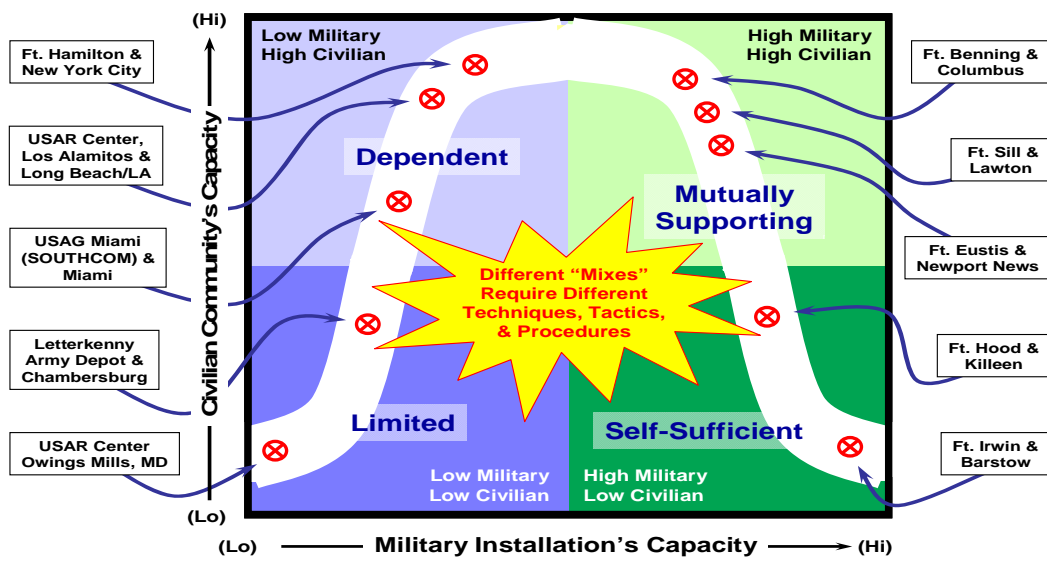 (Hi)
Civilian Community's Capacity
(Lo)
Ft. Hamilton &
New York City
USAR Center,
Los Alamitos &
Long Beach/LA
USAG Miami
(SOUTHCOM) &
Miami
Letterkenny
Army Depot &
Chambersburg
USAR Center
Owings Mills, MD
Low Military
High Civilian
High Military
High Civilian
Dependent
Mutually
Supporting
Different “Mixes”
Require Different
Techniques, Tactics,
& Procedures
Limited
Self-Sufficient
Low Military
Low Civilian
High Military
Low Civilian
Ft. Benning &
Columbus
Ft. Sill &
Lawton
Ft. Eustis &
Newport News
Ft. Hood &
Killeen
Ft. Irwin &
Barstow
(Lo)
Military Installation’s Capacity
(Hi)